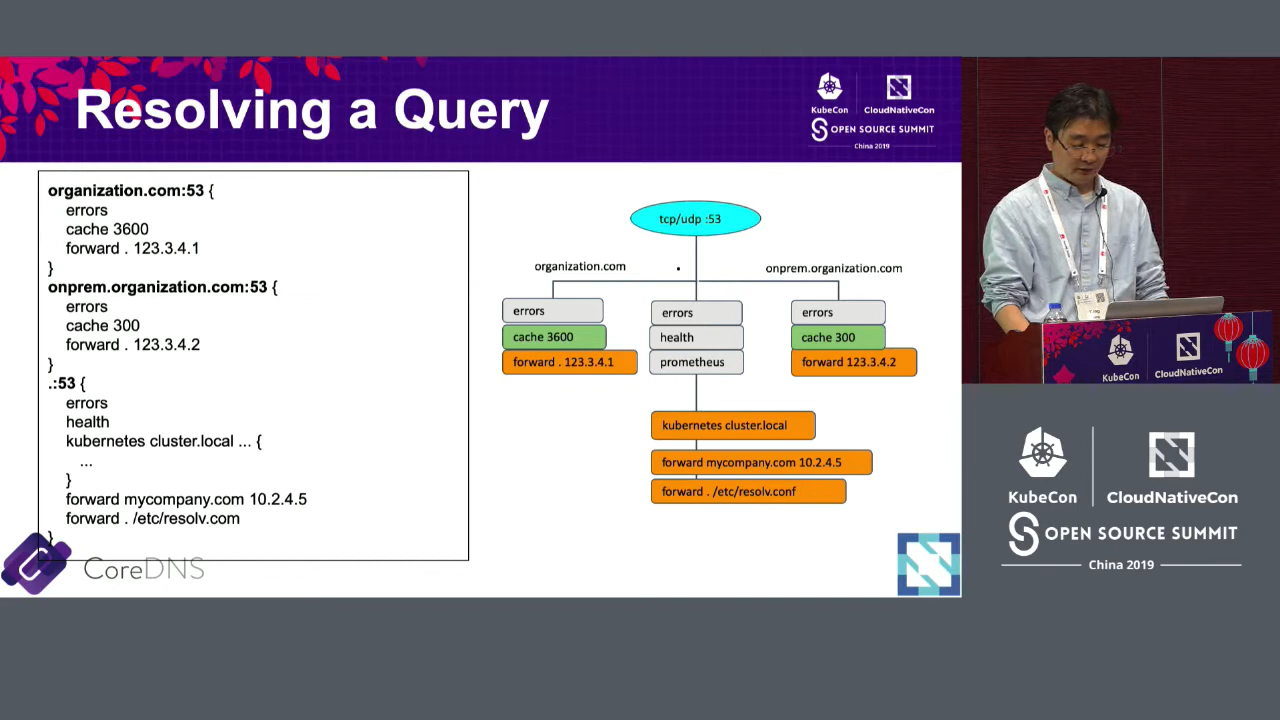 Resolving a Query
KubeCon
CloudNativeCon
OPEN SOURCE SUMMIT
China 2019
organization.com:53 {
errors
cache 3600
forward . 123.3.4.1
}
onprem.organization.com:53 {
errors
cache 300
forward . 123.3.4.2
}
.:53 {
errors
health
kubernetes cluster.local ... {
...
}
forward mycompany.com 10.2.4.5
forward . /etc/resolv.com
}
CoreDNS
tcp/udp :53
organization.com
.
onprem.organization.com
errors
cache 3600
forward . 123.3.4.1
errors
health
prometheus
errors
cache 300
forward 123.3.4.2
kubernetes cluster.local
forward mycompany.com 10.2.4.5
forward . /etc/resolv.conf
KubeCon
CloudNativeCon
KubeCon
CloudNativeCon
OPEN SOURCE SUMMIT
China 2019